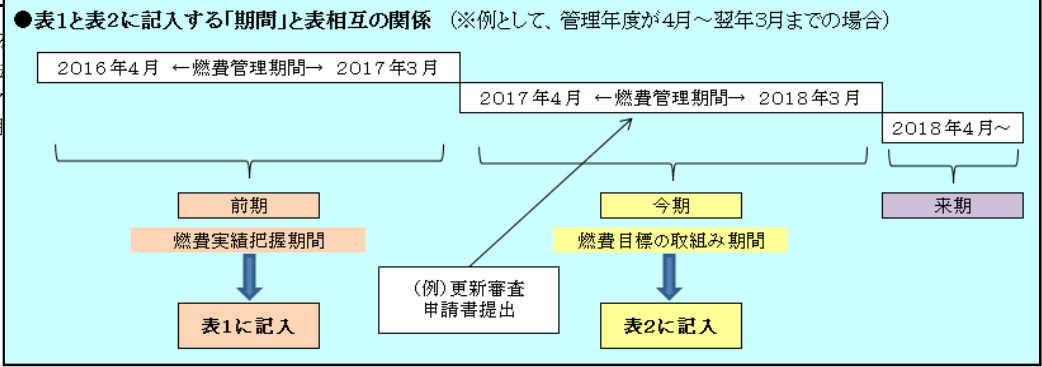 ●表1と表2に記入する「期間」と表相互の関係 （※例として、管理年度が4月～翌年3月までの場合）
2016年4月 ←燃費管理期間→ 2017年3月
2017年4月 ←燃費管理期間→ 2018年3月
2018年4月～
前期
今期
来期
燃費実績把握期間
燃費目標の取組み期間
（例）更新審査
申請書提出
表1に記入
表2に記入